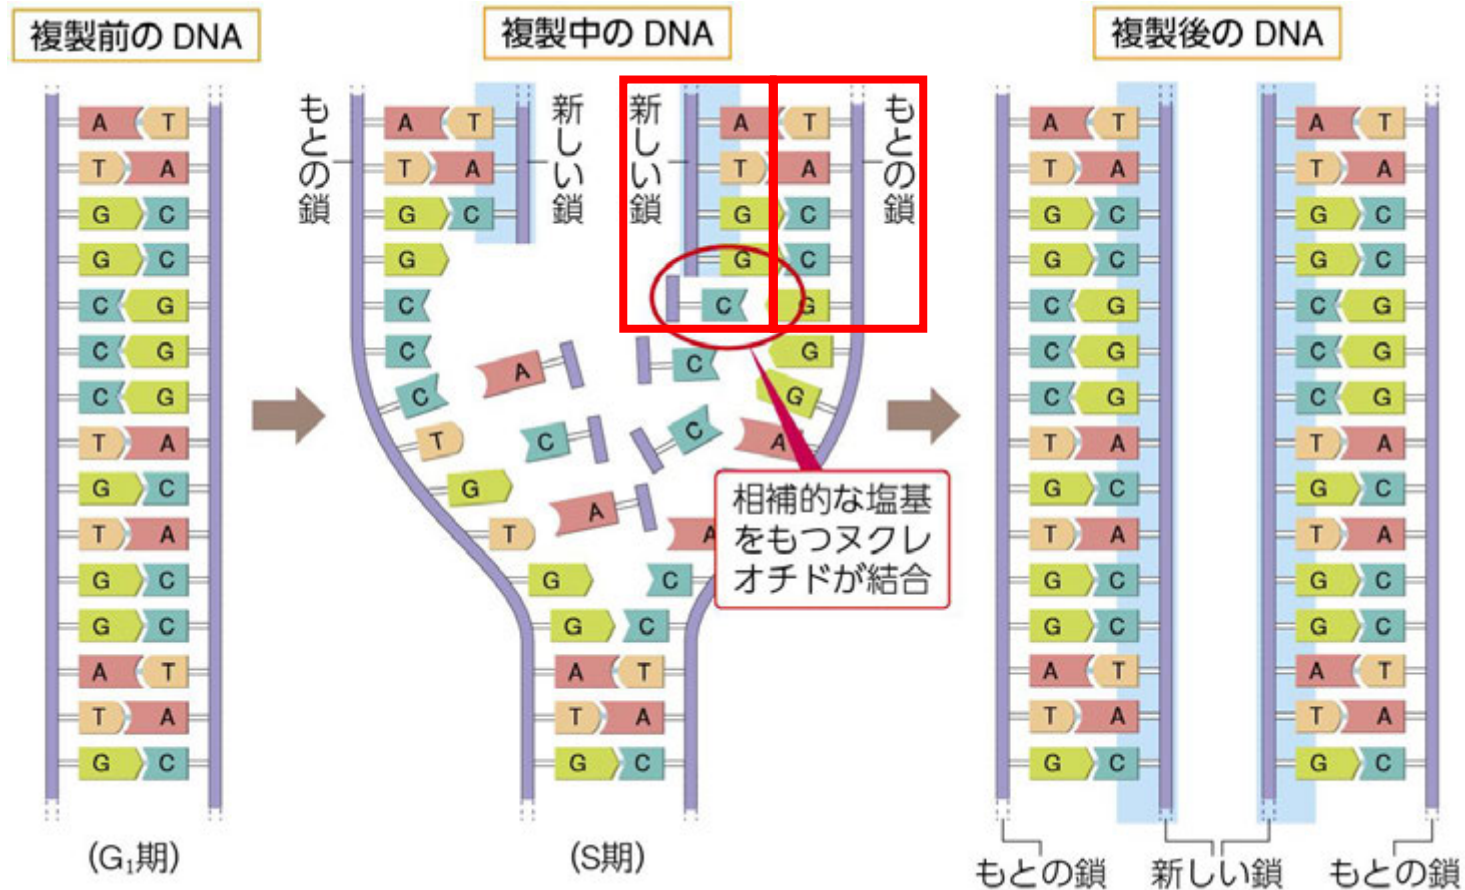 複製前の DNA
A T
T A
G C
G C
C G
C G
C G
T A
G C
T A
G C
G C
A T
T A
G C
(G₁期)
複製中の DNA
もとの鎖
新しい鎖
新しい鎖
もとの鎖
A T A T
T A T A
G C G C
G G C
C C G
C C G
A
C G
T C C A
G
A
T A
G C
G C
A T
T A
G C
相補的な塩基
をもつヌクレ
オチドが結合
(S期)
複製後の DNA
A T A T
T A T A
G C G C
G C G C
C G C G
C G C G
C G C G
T A T A
G C G C
T A T A
G C G C
G C G C
A T A T
T A T A
G C G C
もとの鎖 新しい鎖 もとの鎖